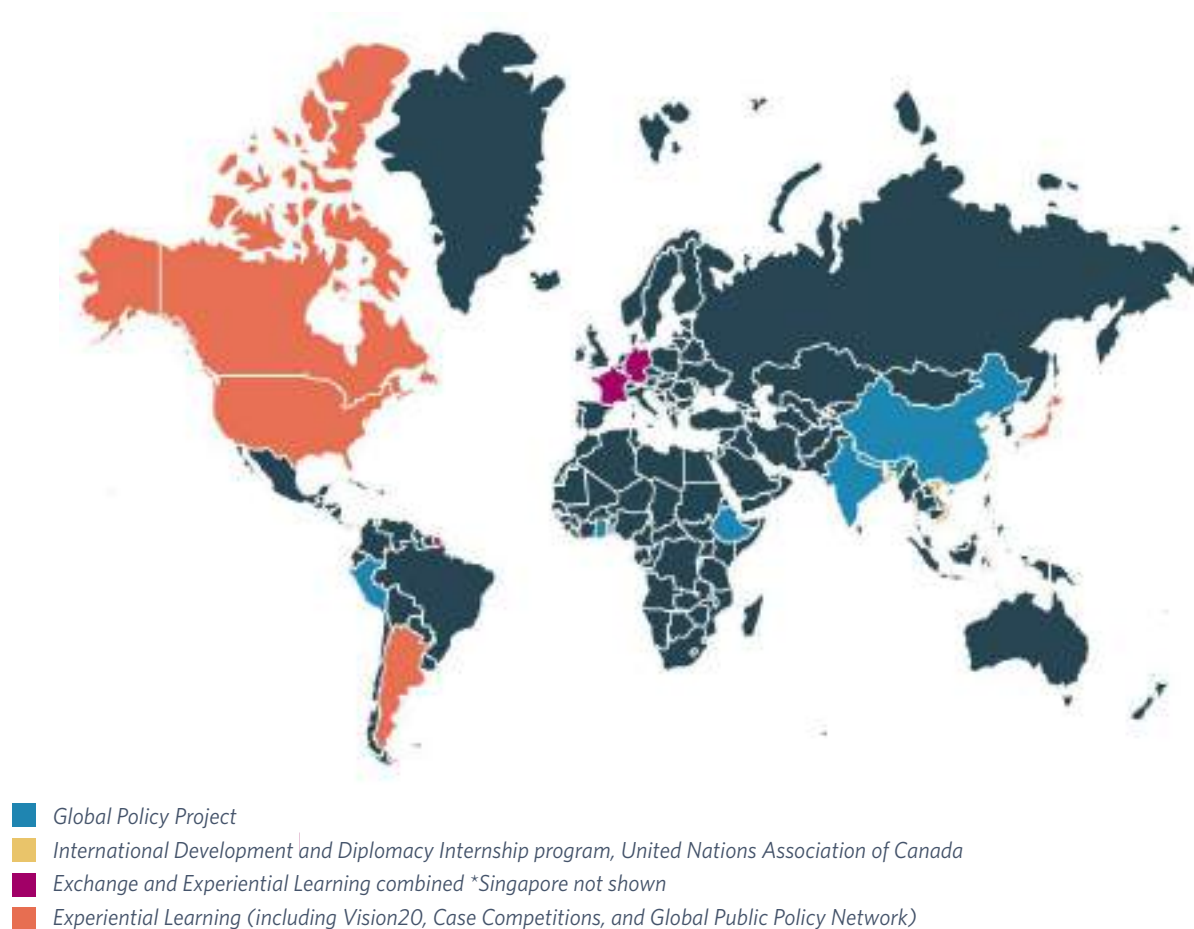 Global Policy Project
International Development and Diplomacy Internship program, United Nations Association of Canada
Exchange and Experiential Learning combined *Singapore not shown
Experiential Learning (including Vision20, Case Competitions, and Global Public Policy Network)